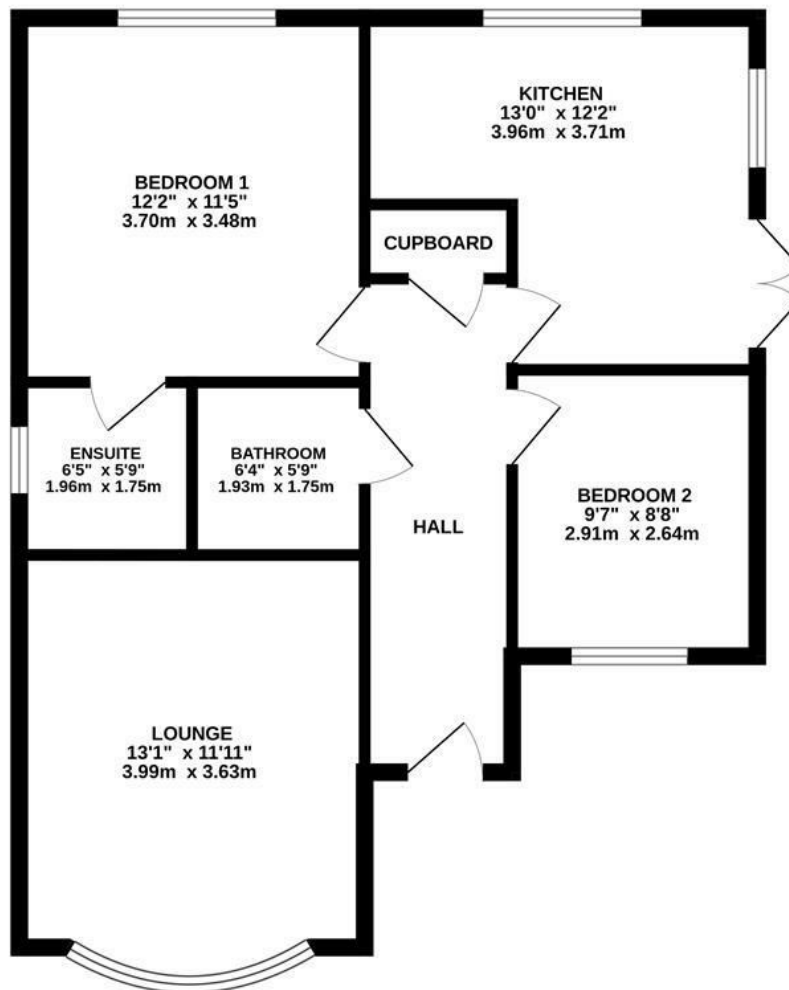 KITCHEN
13'0" x 12'2"
3.96m x 3.71m
BEDROOM 1
12'2" x 11'5"
3.70m x 3.48m
CUPBOARD
ENSUITE
6'5" x 5'9"
1.96m x 1.75m
BATHROOM
6'4" x 5'9"
1.93m x 1.75m
HALL
BEDROOM 2
9'7" x 8'8"
2.91m x 2.64m
LOUNGE
13'1" x 11'11"
3.99m x 3.63m